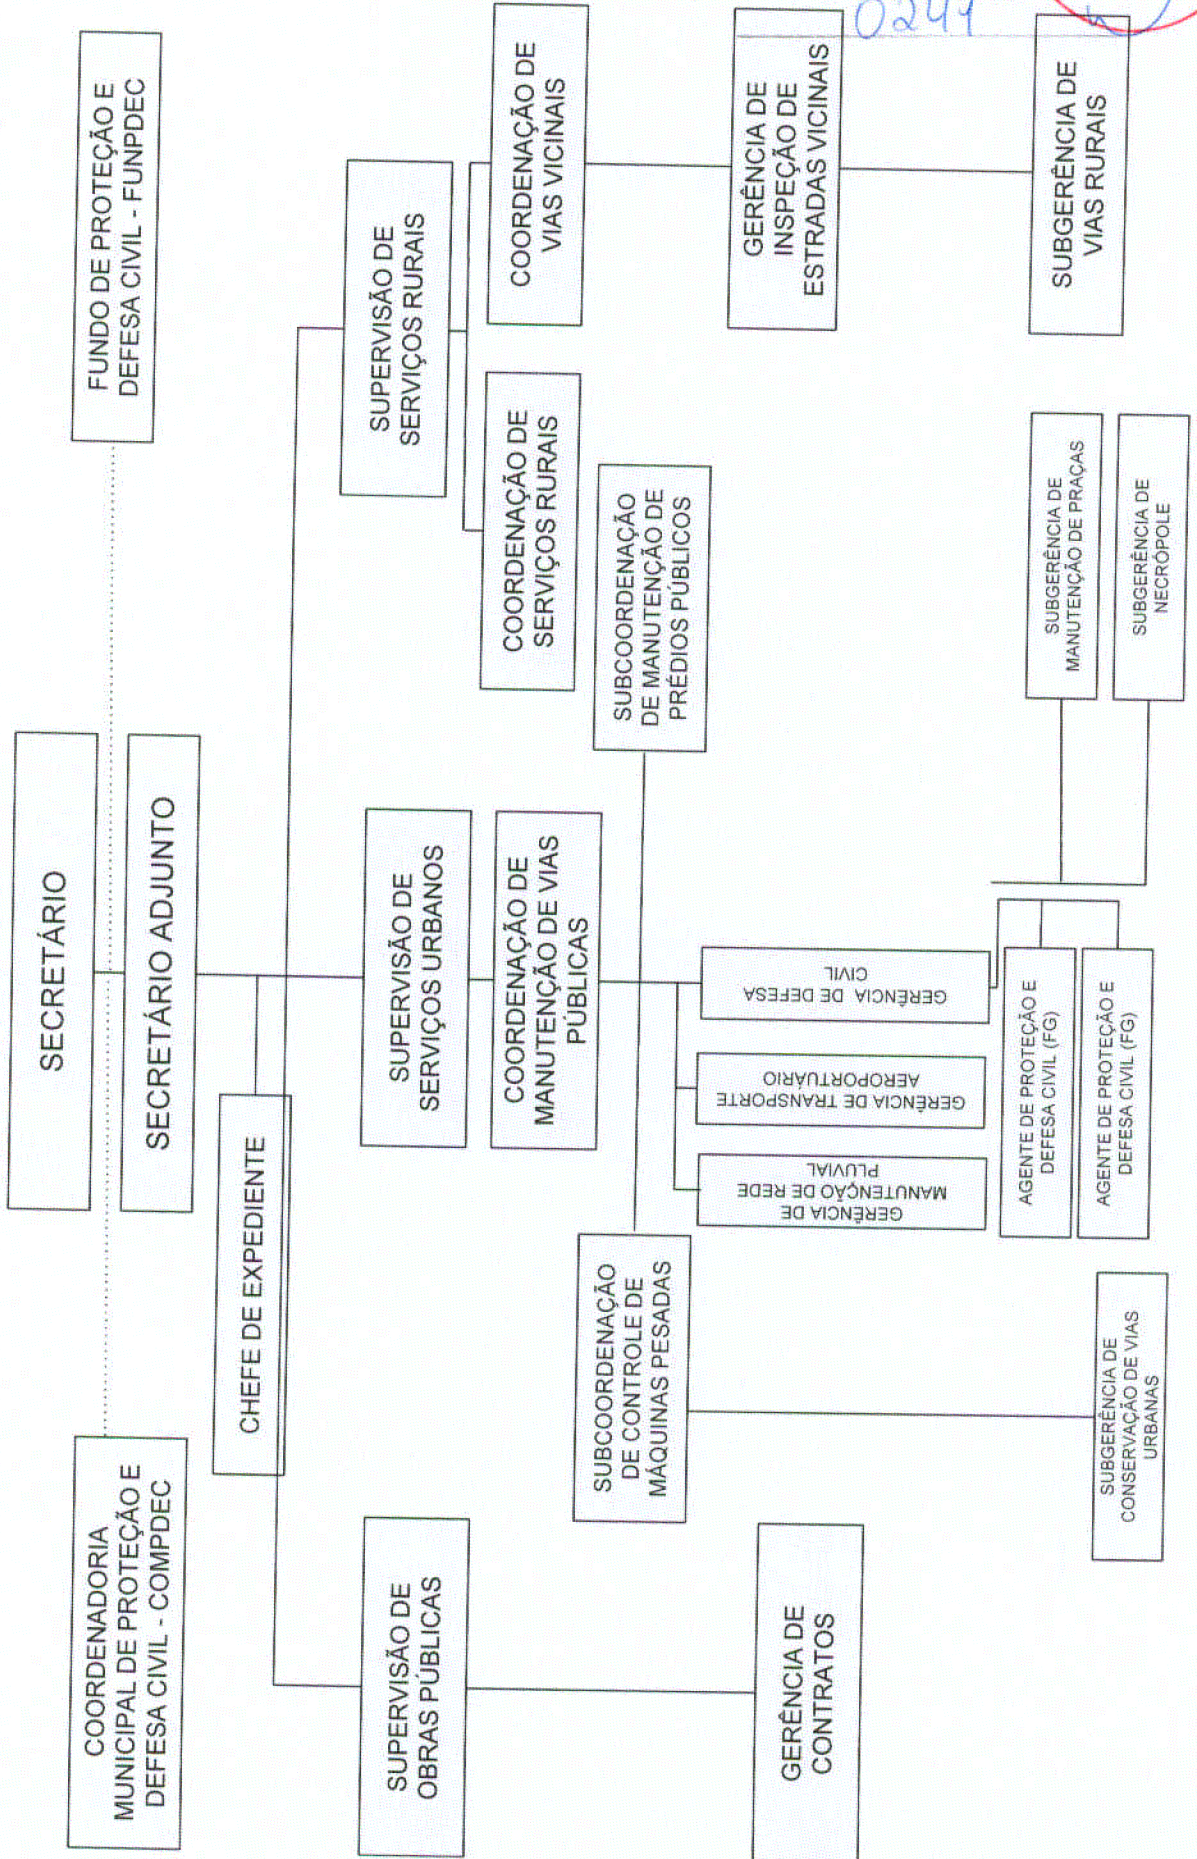 0241
SECRETÁRIO
COORDENADORIA
MUNICIPAL DE PROTEÇÃO E
DEFESA CIVIL - COMPDEC
FUNDO DE PROTEÇÃO E
DEFESA CIVIL - FUNPDEC
SECRETÁRIO ADJUNTO
CHEFE DE EXPEDIENTE
SUPERVISÃO DE
OBRAS PÚBLICAS
SUPERVISÃO DE
SERVIÇOS URBANOS
SUPERVISÃO DE
SERVIÇOS RURAIS
COORDENAÇÃO DE
MANUTENÇÃO DE VIAS
PÚBLICAS
COORDENAÇÃO DE
SERVIÇOS RURAIS
COORDENAÇÃO DE
VIAS VICINAIS
SUBCOORDENAÇÃO
DE CONTROLE DE
MÁQUINAS PESADAS
SUBCOORDENAÇÃO
DE MANUTENÇÃO DE
PRÉDIOS PÚBLICOS
GERÊNCIA DE
CONTRATOS
GERÊNCIA DE
MANUTENÇÃO DE REDE
PLUVIAL
GERÊNCIA DE TRANSPORTE
AEROPORTUÁRIO
GERÊNCIA DE DEFESA
CIVIL
GERÊNCIA DE
INSPEÇÃO DE
ESTRADAS VICINAIS
AGENTE DE PROTEÇÃO E
DEFESA CIVIL (FG)
AGENTE DE PROTEÇÃO E
DEFESA CIVIL (FG)
SUBGERÊNCIA DE
CONSERVAÇÃO DE VIAS
URBANAS
SUBGERÊNCIA DE
MANUTENÇÃO DE PRAÇAS
SUBGERÊNCIA DE
NECRÓPOLE
SUBGERÊNCIA DE
VIAS RURAIS